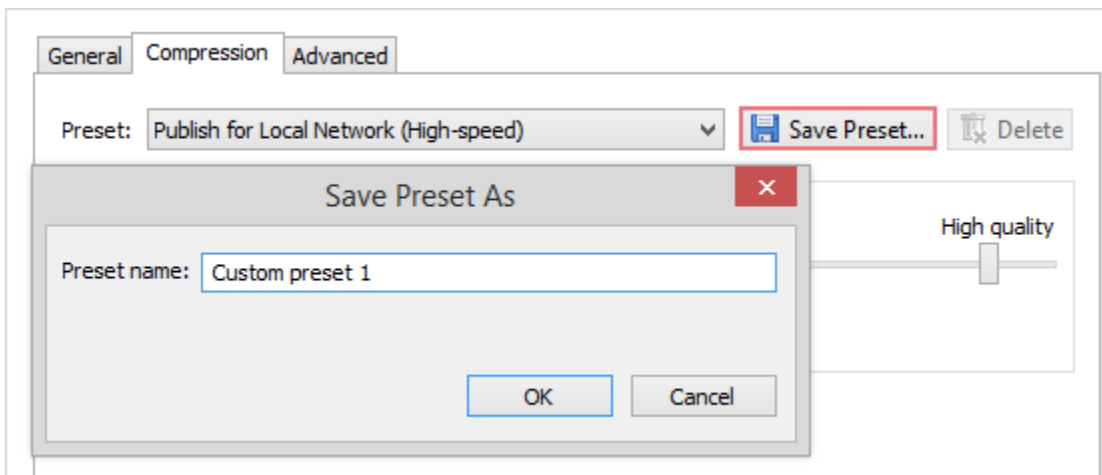 General Compression Advanced
Preset: Publish for Local Network (High-speed) Save Preset... Delete
Save Preset As
High quality
Preset name: Custom preset 1
OK Cancel